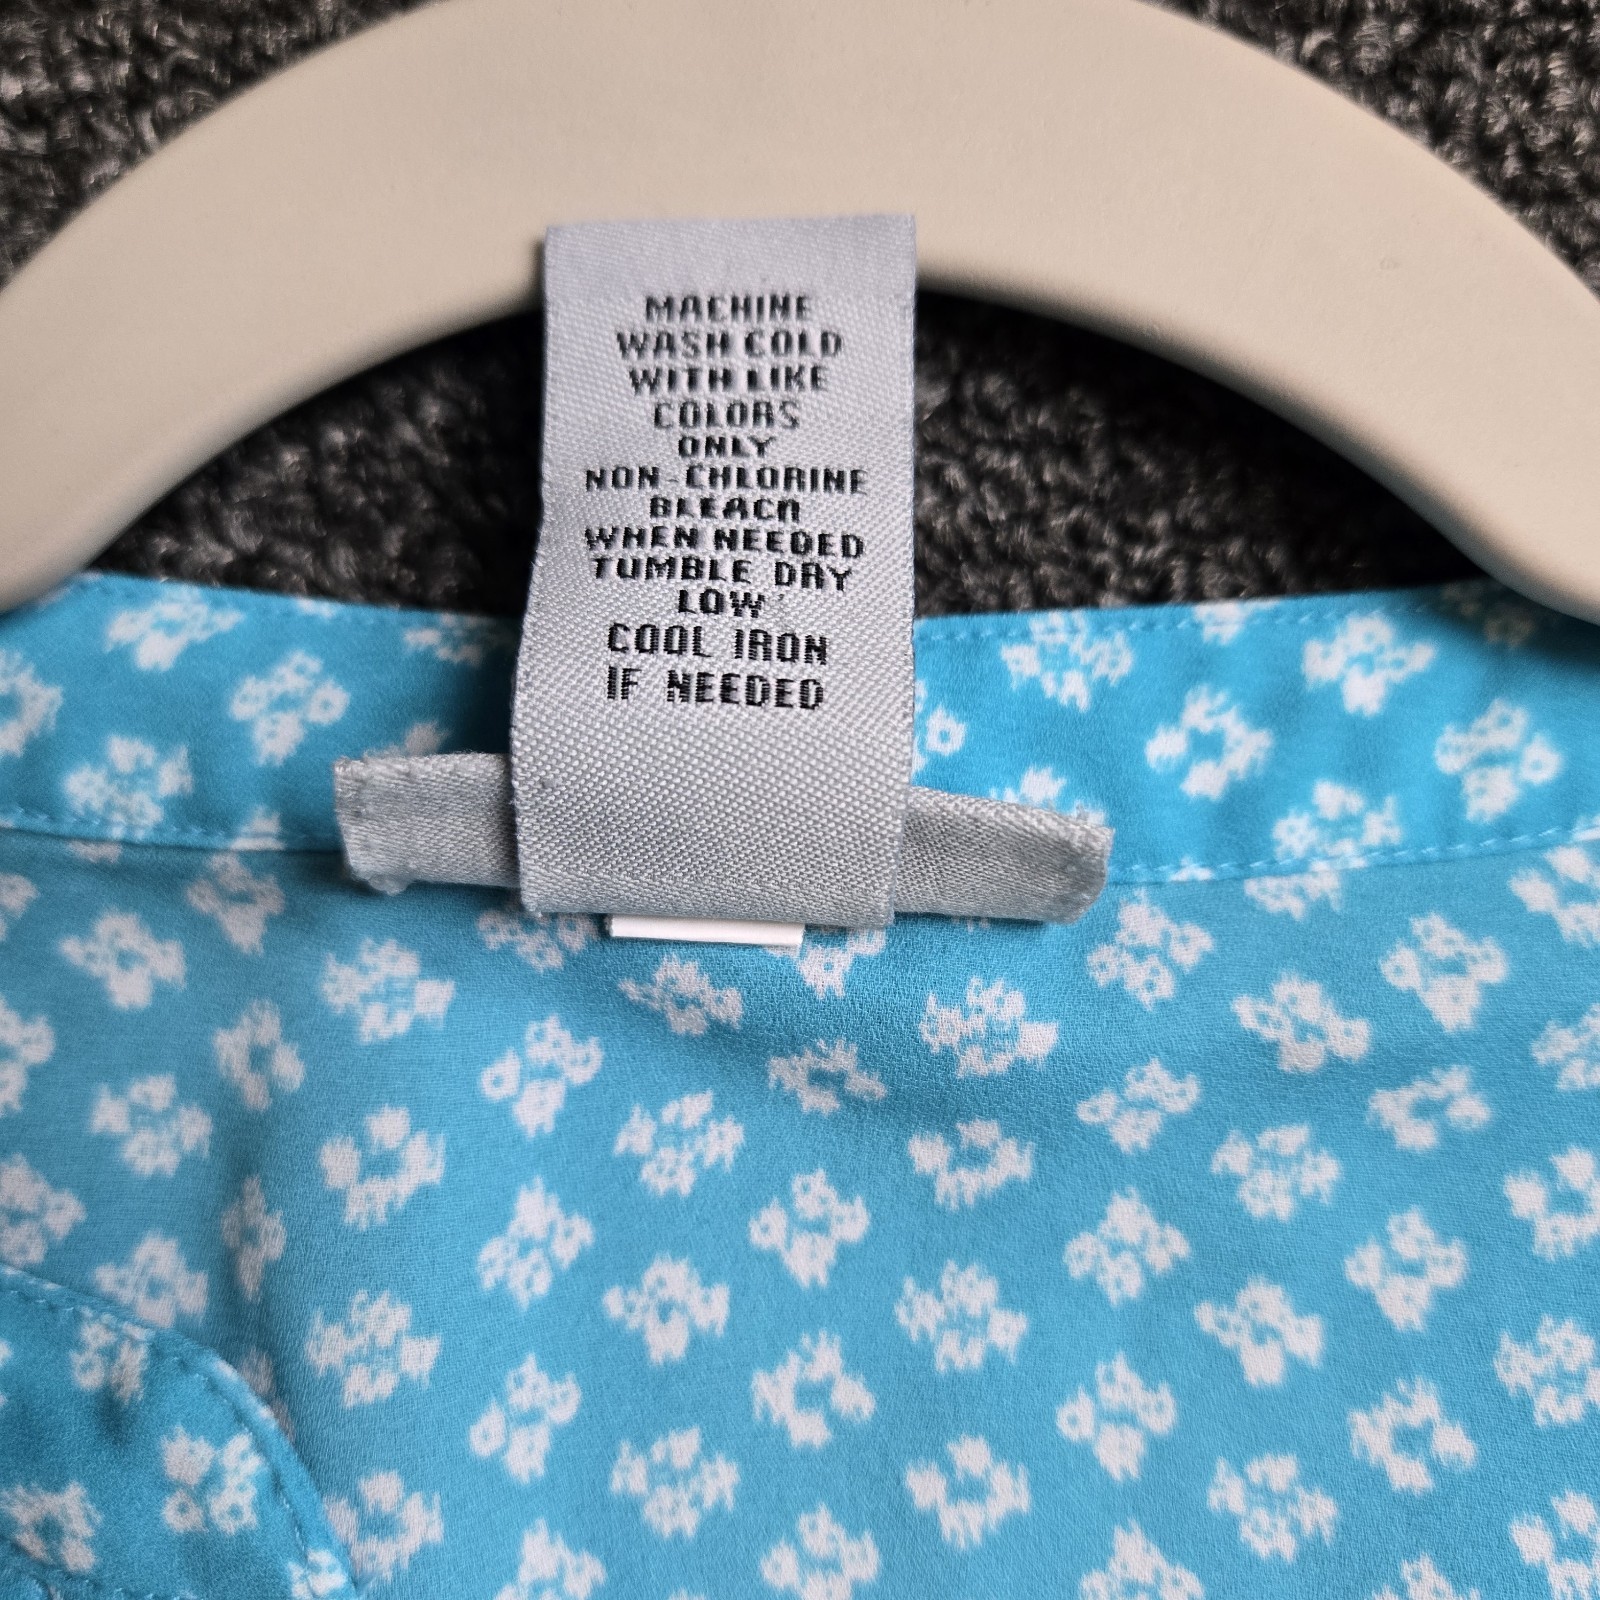 MACHINE
WASH COLD
WITH LIKE
COLORS
ONLY
NON-CHLORINE
BLEACH
WHEN NEEDED
TUMBLE DRY
LOW
COOL IRON
IF NEEDED